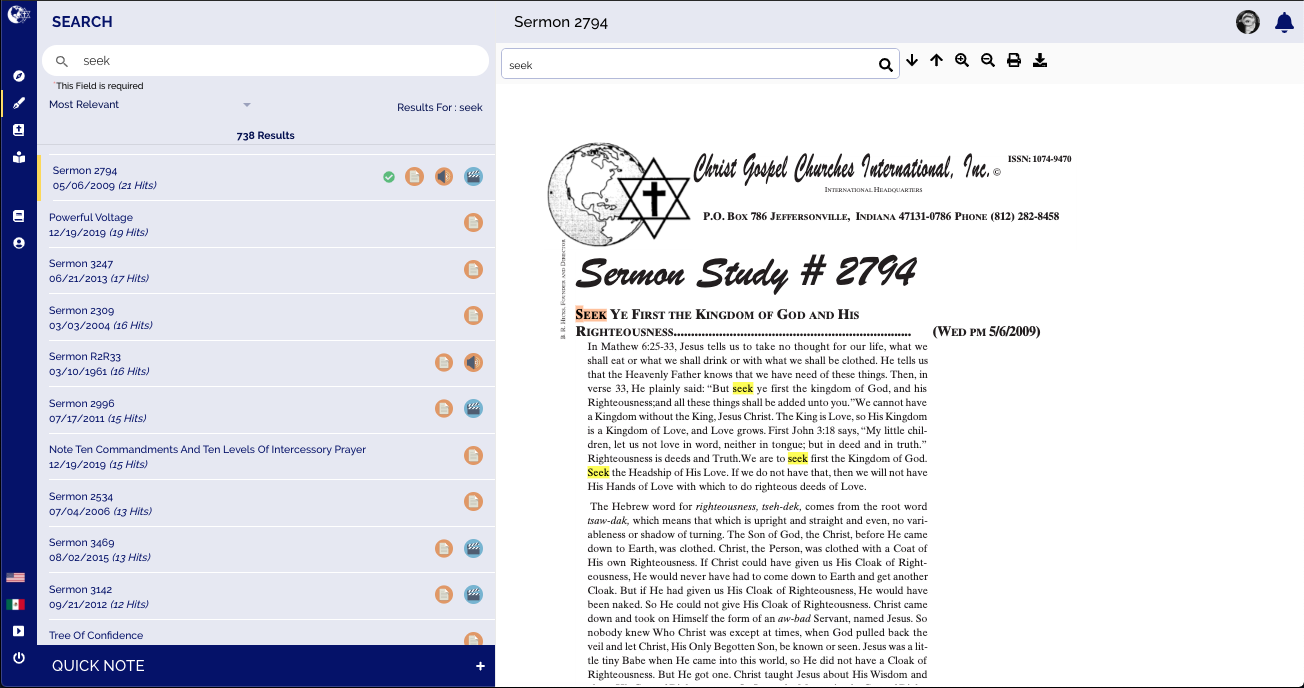 SEARCH
seek
*This Field is required
Most Relevant
Results For : seek
738 Results
Sermon 2794
05/06/2009 (21 Hits)
Powerful Voltage
12/19/2019 (19 Hits)
Sermon 3247
06/21/2013 (17 Hits)
Sermon 2309
03/03/2004 (16 Hits)
Sermon R2R33
03/10/1961 (16 Hits)
Sermon 2996
07/17/2011 (15 Hits)
Note Ten Commandments And Ten Levels Of Intercessory Prayer
12/19/2019 (15 Hits)
Sermon 2534
07/04/2006 (13 Hits)
Sermon 3469
08/02/2015 (13 Hits)
Sermon 3142
09/21/2012 (12 Hits)
Tree Of Confidence
QUICK NOTE +
Sermon 2794
seek
Christ Gospel Churches International, Inc. ©
ISSN: 1074-9470
International Headquarters
P.O. Box 786 Jeffersonville, Indiana 47131-0786 Phone (812) 282-8458
B. R. Hicks, Founder and Director
Sermon Study # 2794
Seek Ye First the Kingdom of God and His
Righteousness.................................................................... (Wed pm 5/6/2009)
In Mathew 6:25-33, Jesus tells us to take no thought for our life, what we
shall eat or what we shall drink or with what we shall be clothed. He tells us
that the Heavenly Father knows that we have need of these things. Then, in
verse 33, He plainly said: “But seek ye first the kingdom of God, and his
Righteousness;and all these things shall be added unto you.”We cannot have
a Kingdom without the King, Jesus Christ. The King is Love, so His Kingdom
is a Kingdom of Love, and Love grows. First John 3:18 says, “My little chil-
dren, let us not love in word, neither in tongue; but in deed and in truth.”
Righteousness is deeds and Truth.We are to seek first the Kingdom of God.
Seek the Headship of His Love. If we do not have that, then we will not have
His Hands of Love with which to do righteous deeds of Love.
The Hebrew word for righteousness, tseh-dek, comes from the root word
tsaw-dak, which means that which is upright and straight and even, no vari-
ableness or shadow of turning. The Son of God, the Christ, before He came
down to Earth, was clothed. Christ, the Person, was clothed with a Coat of
His own Righteousness. If Christ could have given us His Cloak of Right-
eousness, He would never have had to come down to Earth and get another
Cloak. But if He had given us His Cloak of Righteousness, He would have
been naked. So He could not give His Cloak of Righteousness. Christ came
down and took on Himself the form of an aw-bad Servant, named Jesus. So
nobody knew Who Christ was except at times, when God pulled back the
veil and let Christ, His Only Begotten Son, be known or seen. Jesus was a lit-
tle tiny Babe when He came into this world, so He did not have a Cloak of
Righteousness. But He got one. Christ taught Jesus about His Wisdom and